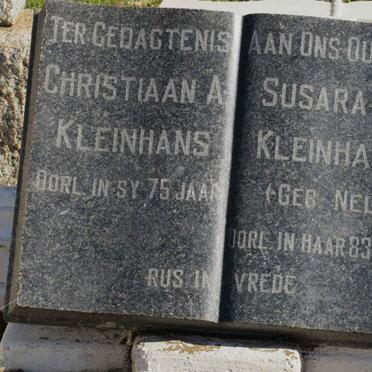 TER GEDAGTENIS AAN ONS OU
CHRISTIAAN A
KLEINHANS
OORL. IN SY 75 JAAR
SUSARA
KLEINHA
(GEB NEL
OORL. IN HAAR 83
RUS IN VREDE